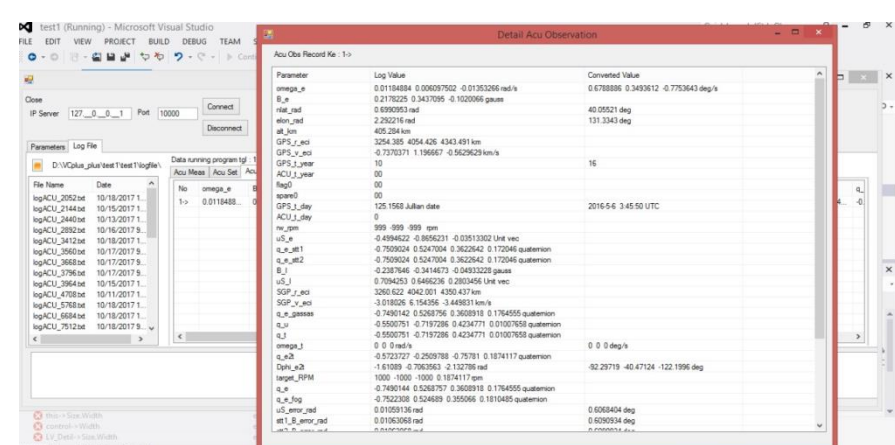 test1 (Running) - Microsoft Visual Studio
FILE EDIT VIEW PROJECT BUILD DEBUG TEAM
Close
IP Server 127.__0.__0.__1 Port 10000 Connect
Disconnect
Parameters Log File
D:\VCplus_plus\test1\test1\logfile\
Data running program tgl : 1
Acu Meas Acu Set Acu
File Name Date
logACU_2052.txt 10/18/2017 1...
logACU_2144.txt 10/15/2017 1...
logACU_2440.txt 10/13/2017 1...
logACU_2892.txt 10/16/2017 9...
logACU_3412.txt 10/18/2017 1...
logACU_3560.txt 10/17/2017 9...
logACU_3668.txt 10/17/2017 9...
logACU_3796.txt 10/17/2017 9...
logACU_3964.txt 10/15/2017 1...
logACU_4708.txt 10/11/2017 1...
logACU_5768.txt 10/18/2017 1...
logACU_6684.txt 10/18/2017 1...
logACU_7512.txt 10/18/2017 9...
No omega_e B
1-> 0.0118488... 0
Detail Acu Observation
Acu Obs Record Ke : 1->
Parameter Log Value Converted Value
omega_e 0.01184884 0.006097502 -0.01353266 rad/s 0.6788886 0.3493612 -0.7753643 deg/s
B_e 0.2178225 0.3437095 -0.1020066 gauss
nlat_rad 0.6990953 rad 40.05521 deg
elon_rad 2.292216 rad 131.3343 deg
alt_km 405.284 km
GPS_r_eci 3254.385 4054.426 4343.491 km
GPS_v_eci -0.7370371 1.196667 -0.5629629 km/s
GPS_t_year 10 16
ACU_t_year 00
flag0 00
spare0 00
GPS_t_day 125.1568 Jullian date 2016-5-6 3:45:50 UTC
ACU_t_day 0
rw_rpm 999 -999 -999 rpm
uS_e -0.4994622 -0.8656231 -0.03513302 Unit vec
q_e_stt1 -0.7509024 0.5247004 0.3622642 0.172046 quaternion
q_e_stt2 -0.7509024 0.5247004 0.3622642 0.172046 quaternion
B_I -0.2387646 -0.3414673 -0.04933228 gauss
uS_I 0.7094253 0.6466236 0.2803456 Unit vec
SGP_r_eci 3260.622 4042.001 4350.437 km
SGP_v_eci -3.018026 6.154356 -3.449831 km/s
q_e_gassas -0.7490142 0.5268756 0.3608918 0.1764555 quaternion
q_u -0.5500751 -0.7197286 0.4234771 0.01007658 quaternion
q_t -0.5500751 -0.7197286 0.4234771 0.01007658 quaternion
omega_t 0 0 0 rad/s 0 0 0 deg/s
q_e2t -0.5723727 -0.2509788 -0.75781 0.1874117 quaternion
Dphi_e2t -1.61089 -0.7063563 -2.132786 rad -92.29719 -40.47124 -122.1996 deg
target_RPM 1000 -1000 -1000 0.1874117 rpm
q_e -0.7490144 0.5268757 0.3608918 0.1764555 quaternion
q_e_fog -0.7522308 0.524689 0.355066 0.1810485 quaternion
uS_error_rad 0.01059136 rad 0.6068404 deg
stt1_B_error_rad 0.01063068 rad 0.6090934 deg
this->Size.Width
control->Width
LV_Detil->Size.Width